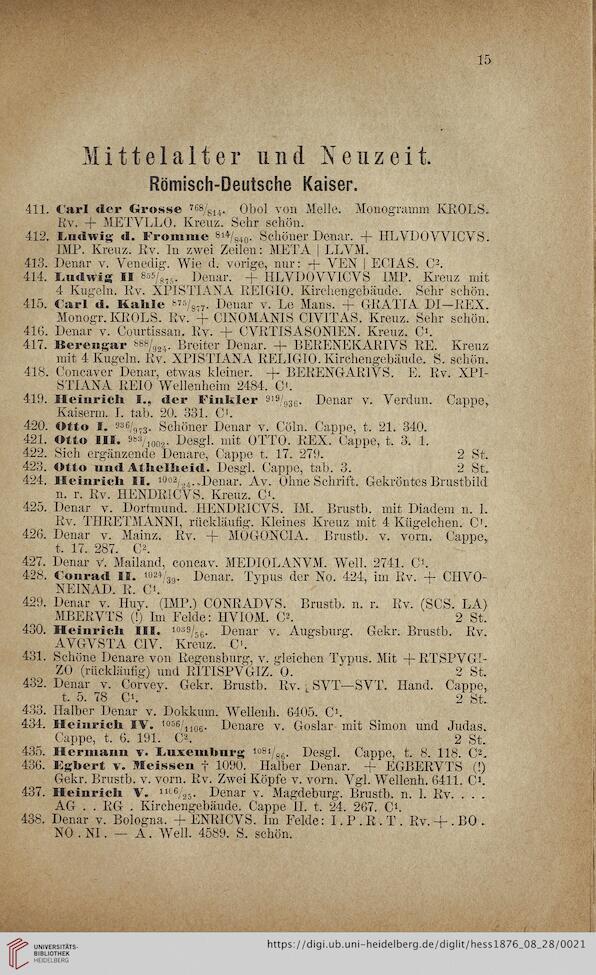 15
Mittelalter und Neuzeit.
Römisch-Deutsche Kaiser.
411. Carl der Grosse 768/814. Obol von Melle. Monogramm KROLS.
Rv. + METVLLO. Kreuz. Sehr schön.
412. Ludwig d. Fromme 814/840. Schöner Denar. + HLVDOVVICVS.
IMP. Kreuz. Rv. In zwei Zeilen: META | LLVM.
413. Denar v. Venedig. Wie d. vorige, nur: + VEN | ECIAS. C².
414. Ludwig II 855/875. Denar. + HLVDOVVICVS IMP. Kreuz mit
4 Kugeln. Rv. XPISTIANA REIGIO. Kirchengebäude. Sehr schön.
415. Carl d. Kahle 875/877. Denar v. Le Mans. + GRATIA DI—REX.
Monogr. KROLS. Rv. + CINOMANIS CIVITAS. Kreuz. Sehr schön.
416. Denar v. Courtissan. Rv. + CVRTISASONIEN. Kreuz. C¹.
417. Berengar 888/924. Breiter Denar. + BERENEKARIVS RE. Kreuz
mit 4 Kugeln. Rv. XPISTIANA RELIGIO. Kirchengebäude. S. schön.
418. Concaver Denar, etwas kleiner. + BERENGARIVS. E. Rv. XPI-
STIANA REIO Wellenheim 2484. C¹.
419. Heinrich I., der Finkler 919/936. Denar v. Verdun. Cappe,
Kaiserm. I. tab. 20. 331. C¹.
420. Otto I. 936/973. Schöner Denar v. Cöln. Cappe, t. 21. 340.
421. Otto III. 983/1002. Desgl. mit OTTO. REX. Cappe, t. 3. 1.
422. Sich ergänzende Denare, Cappe t. 17. 279. 2 St.
423. Otto und Athelheid. Desgl. Cappe, tab. 3. 2 St.
424. Heinrich II. 1002/24. Denar. Av. Ohne Schrift. Gekröntes Brustbild
n. r. Rv. HENDRICVS. Kreuz. C¹.
425. Denar v. Dortmund. HENDRICVS. IM. Brustb. mit Diadem n. l.
Rv. THRETMANNI, rückläufig. Kleines Kreuz mit 4 Kügelchen. C¹.
426. Denar v. Mainz. Rv. + MOGONCIA. Brustb. v. vorn. Cappe,
t. 17. 287. C².
427. Denar v. Mailand, concav. MEDIOLANVM. Well. 2741. C¹.
428. Conrad II. 1024/39. Denar. Typus der No. 424, im Rv. + CHVO-
NEINAD. R. C¹.
429. Denar v. Huy. (IMP.) CONRADVS. Brustb. n. r. Rv. (SCS. LA)
MBERVTS (!) Im Felde: HVIOM. C². 2 St.
430. Heinrich III. 1039/56. Denar v. Augsburg. Gekr. Brustb. Rv.
AVGVSTA CIV. Kreuz. C¹.
431. Schöne Denare von Regensburg, v. gleichen Typus. Mit + RTSPVGI-
ZO (rückläufig) und RITISPVGIZ. O. 2 St.
432. Denar v. Corvey. Gekr. Brustb. Rv. SVT—SVT. Hand. Cappe,
t. 5. 78 C¹. 2 St.
433. Halber Denar v. Dokkum. Wellenh. 6405. C¹.
434. Heinrich IV. 1056/1106. Denare v. Goslar mit Simon und Judas.
Cappe, t. 6. 191. C². 2 St.
435. Hermann v. Luxemburg 1081/86. Desgl. Cappe, t. 8. 118. C².
436. Egbert v. Meissen † 1090. Halber Denar. + EGBERVTS (!)
Gekr. Brustb. v. vorn. Rv. Zwei Köpfe v. vorn. Vgl. Wellenh. 6411. C¹.
437. Heinrich V. 1106/25. Denar v. Magdeburg. Brustb. n. l. Rv. . . .
AG . . RG . Kirchengebäude. Cappe II. t. 24. 267. C¹.
438. Denar v. Bologna. + ENRICVS. Im Felde: I . P . R . T . Rv. + . BO .
NO . NI . — A. Well. 4589. S. schön.
UNIVERSITÄTS-
BIBLIOTHEK
HEIDELBERG
https://digi.ub.uni-heidelberg.de/diglit/hess1876_08_28/0021